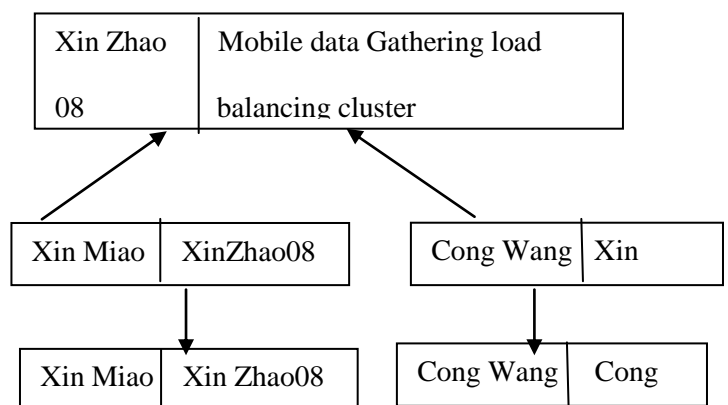 Xin Zhao Mobile data Gathering load
08 balancing cluster
Xin Miao XinZhao08 Cong Wang Xin
Xin Miao Xin Zhao08 Cong Wang Cong